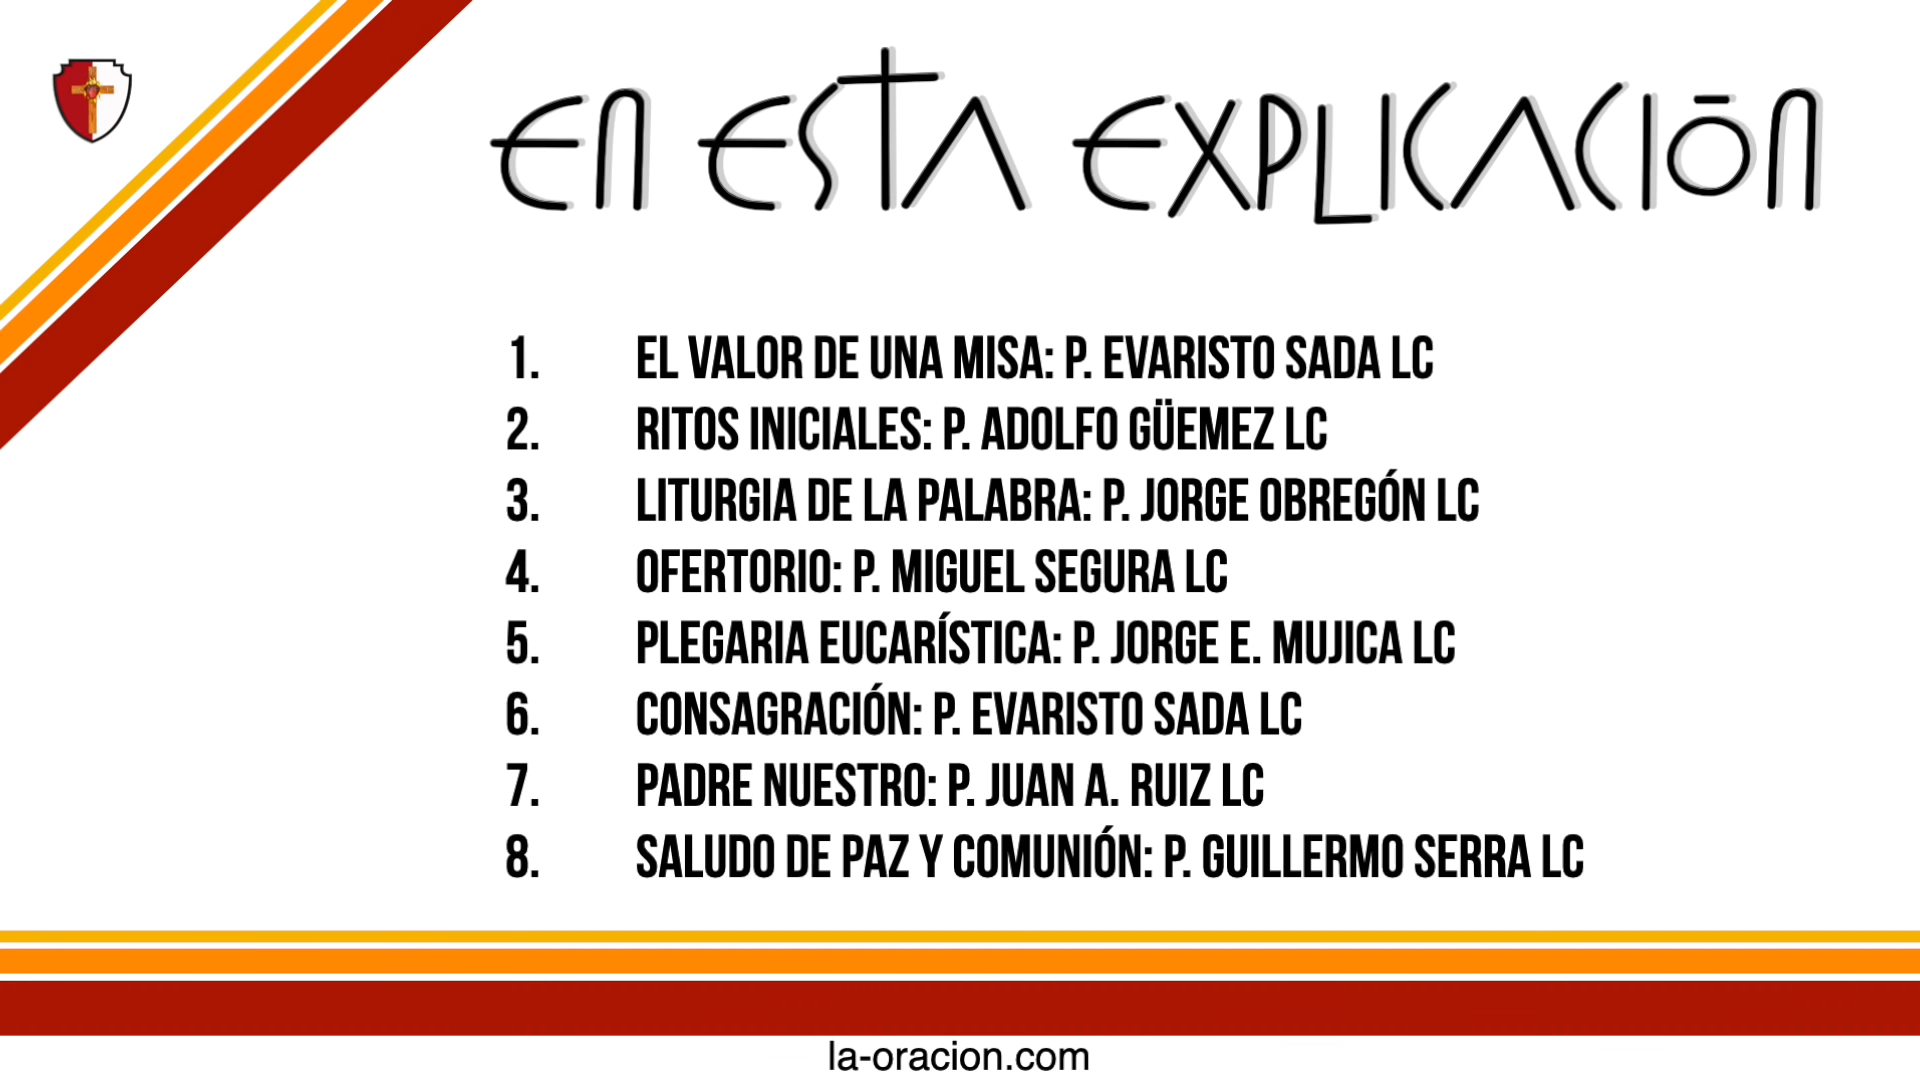 EN ESTA EXPLICACIÓN
1. EL VALOR DE UNA MISA: P. EVARISTO SADA LC
2. RITOS INICIALES: P. ADOLFO GÜEMEZ LC
3. LITURGIA DE LA PALABRA: P. JORGE OBREGÓN LC
4. OFERTORIO: P. MIGUEL SEGURA LC
5. PLEGARIA EUCARÍSTICA: P. JORGE E. MUJICA LC
6. CONSAGRACIÓN: P. EVARISTO SADA LC
7. PADRE NUESTRO: P. JUAN A. RUIZ LC
8. SALUDO DE PAZ Y COMUNIÓN: P. GUILLERMO SERRA LC
la-oracion.com